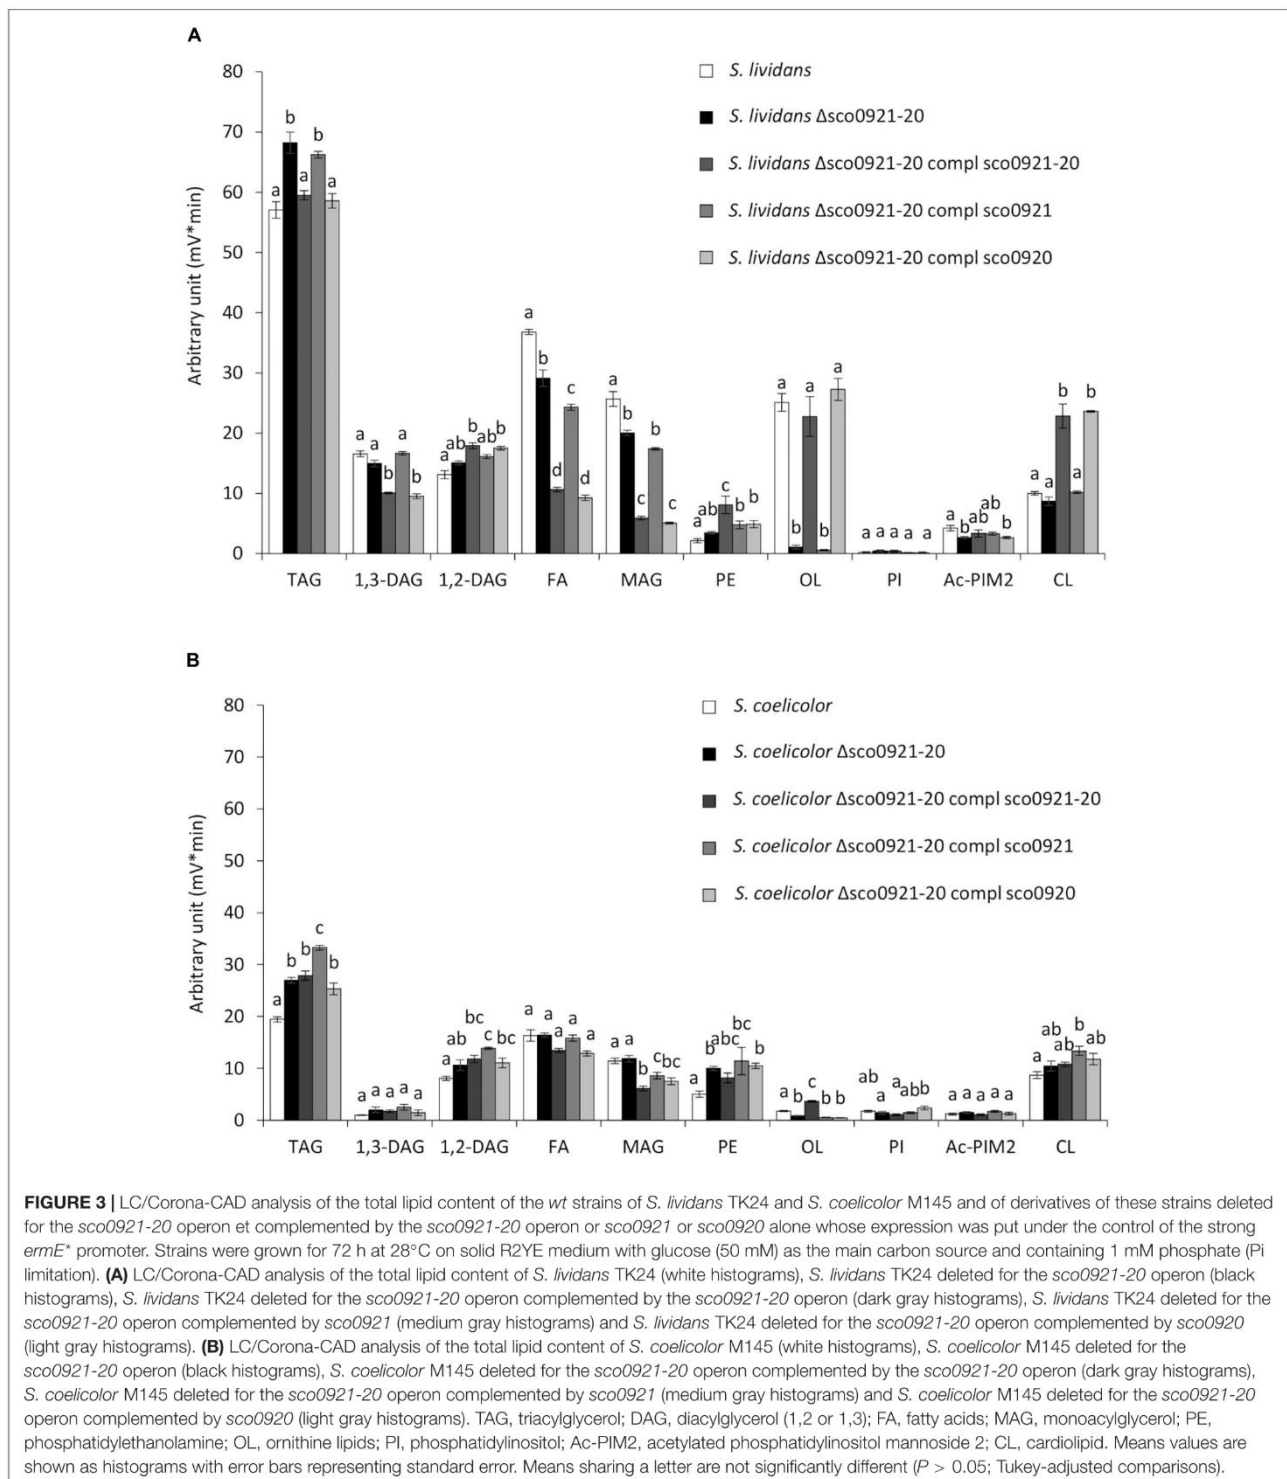 A
80
70
60
50
40
30
20
10
0
Arbitrary unit (mV*min)
S. lividans
S. lividans Δsco0921-20
S. lividans Δsco0921-20 compl sco0921-20
S. lividans Δsco0921-20 compl sco0921
S. lividans Δsco0921-20 compl sco0920
a b a b a
a a b a b
a ab b ab b
a b d c d
a b c b c
a ab c b b
a b a b a
a a a a a
a b ab ab b
a a b a b
TAG 1,3-DAG 1,2-DAG FA MAG PE OL PI Ac-PIM2 CL
B
80
70
60
50
40
30
20
10
0
Arbitrary unit (mV*min)
S. coelicolor
S. coelicolor Δsco0921-20
S. coelicolor Δsco0921-20 compl sco0921-20
S. coelicolor Δsco0921-20 compl sco0921
S. coelicolor Δsco0921-20 compl sco0920
a b b c b
a a a a a
a ab bc c bc
a a a a a
a a b c bc
a b abc bc b
a b c b b
ab a a ab b
a a a a a
a ab ab b ab
TAG 1,3-DAG 1,2-DAG FA MAG PE OL PI Ac-PIM2 CL
FIGURE 3 | LC/Corona-CAD analysis of the total lipid content of the wt strains of S. lividans TK24 and S. coelicolor M145 and of derivatives of these strains deleted
for the sco0921-20 operon et complemented by the sco0921-20 operon or sco0921 or sco0920 alone whose expression was put under the control of the strong
ermE* promoter. Strains were grown for 72 h at 28°C on solid R2YE medium with glucose (50 mM) as the main carbon source and containing 1 mM phosphate (Pi
limitation). (A) LC/Corona-CAD analysis of the total lipid content of S. lividans TK24 (white histograms), S. lividans TK24 deleted for the sco0921-20 operon (black
histograms), S. lividans TK24 deleted for the sco0921-20 operon complemented by the sco0921-20 operon (dark gray histograms), S. lividans TK24 deleted for the
sco0921-20 operon complemented by sco0921 (medium gray histograms) and S. lividans TK24 deleted for the sco0921-20 operon complemented by sco0920
(light gray histograms). (B) LC/Corona-CAD analysis of the total lipid content of S. coelicolor M145 (white histograms), S. coelicolor M145 deleted for the
sco0921-20 operon (black histograms), S. coelicolor M145 deleted for the sco0921-20 operon complemented by the sco0921-20 operon (dark gray histograms),
S. coelicolor M145 deleted for the sco0921-20 operon complemented by sco0921 (medium gray histograms) and S. coelicolor M145 deleted for the sco0921-20
operon complemented by sco0920 (light gray histograms). TAG, triacylglycerol; DAG, diacylglycerol (1,2 or 1,3); FA, fatty acids; MAG, monoacylglycerol; PE,
phosphatidylethanolamine; OL, ornithine lipids; PI, phosphatidylinositol; Ac-PIM2, acetylated phosphatidylinositol mannoside 2; CL, cardiolipid. Means values are
shown as histograms with error bars representing standard error. Means sharing a letter are not significantly different (P > 0.05; Tukey-adjusted comparisons).